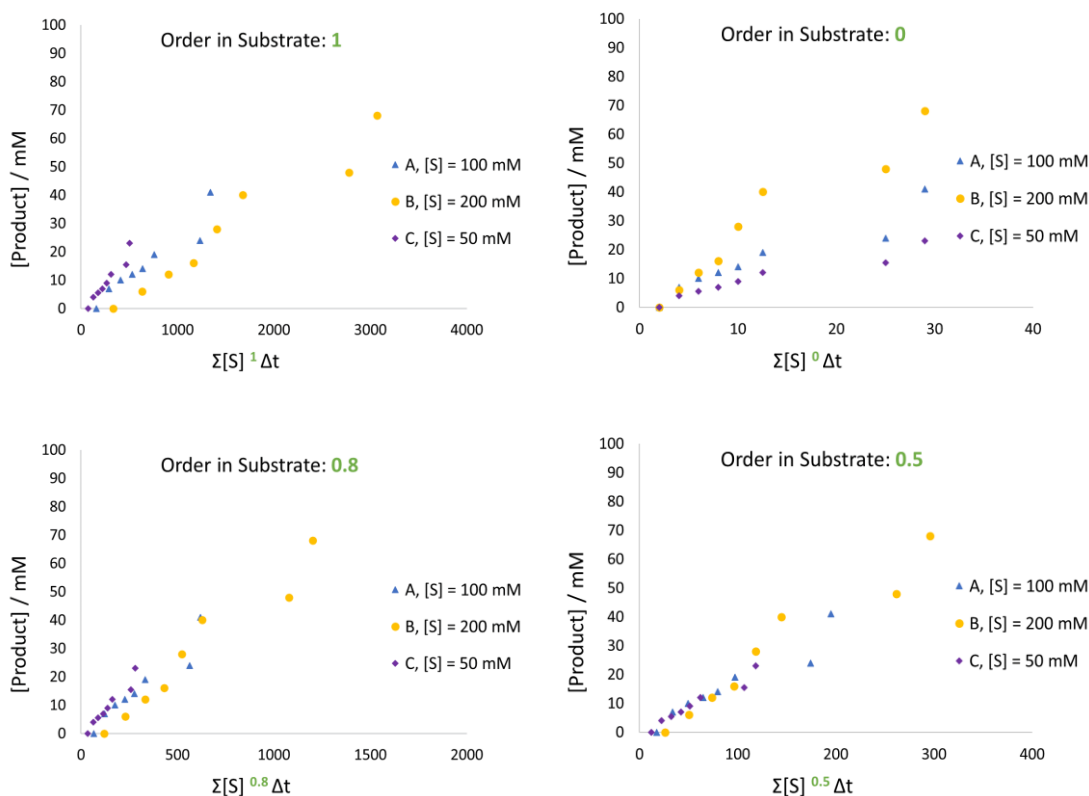 Order in Substrate: 1
[Product] / mM
100
90
80
70
60
50
40
30
20
10
0
A, [S] = 100 mM
B, [S] = 200 mM
C, [S] = 50 mM
0 1000 2000 3000 4000
Σ[S] ¹ Δt
Order in Substrate: 0
[Product] / mM
100
90
80
70
60
50
40
30
20
10
0
A, [S] = 100 mM
B, [S] = 200 mM
C, [S] = 50 mM
0 10 20 30 40
Σ[S] ⁰ Δt
Order in Substrate: 0.8
[Product] / mM
100
90
80
70
60
50
40
30
20
10
0
A, [S] = 100 mM
B, [S] = 200 mM
C, [S] = 50 mM
0 500 1000 1500 2000
Σ[S] 0.8 Δt
Order in Substrate: 0.5
[Product] / mM
100
90
80
70
60
50
40
30
20
10
0
A, [S] = 100 mM
B, [S] = 200 mM
C, [S] = 50 mM
0 100 200 300 400
Σ[S] 0.5 Δt